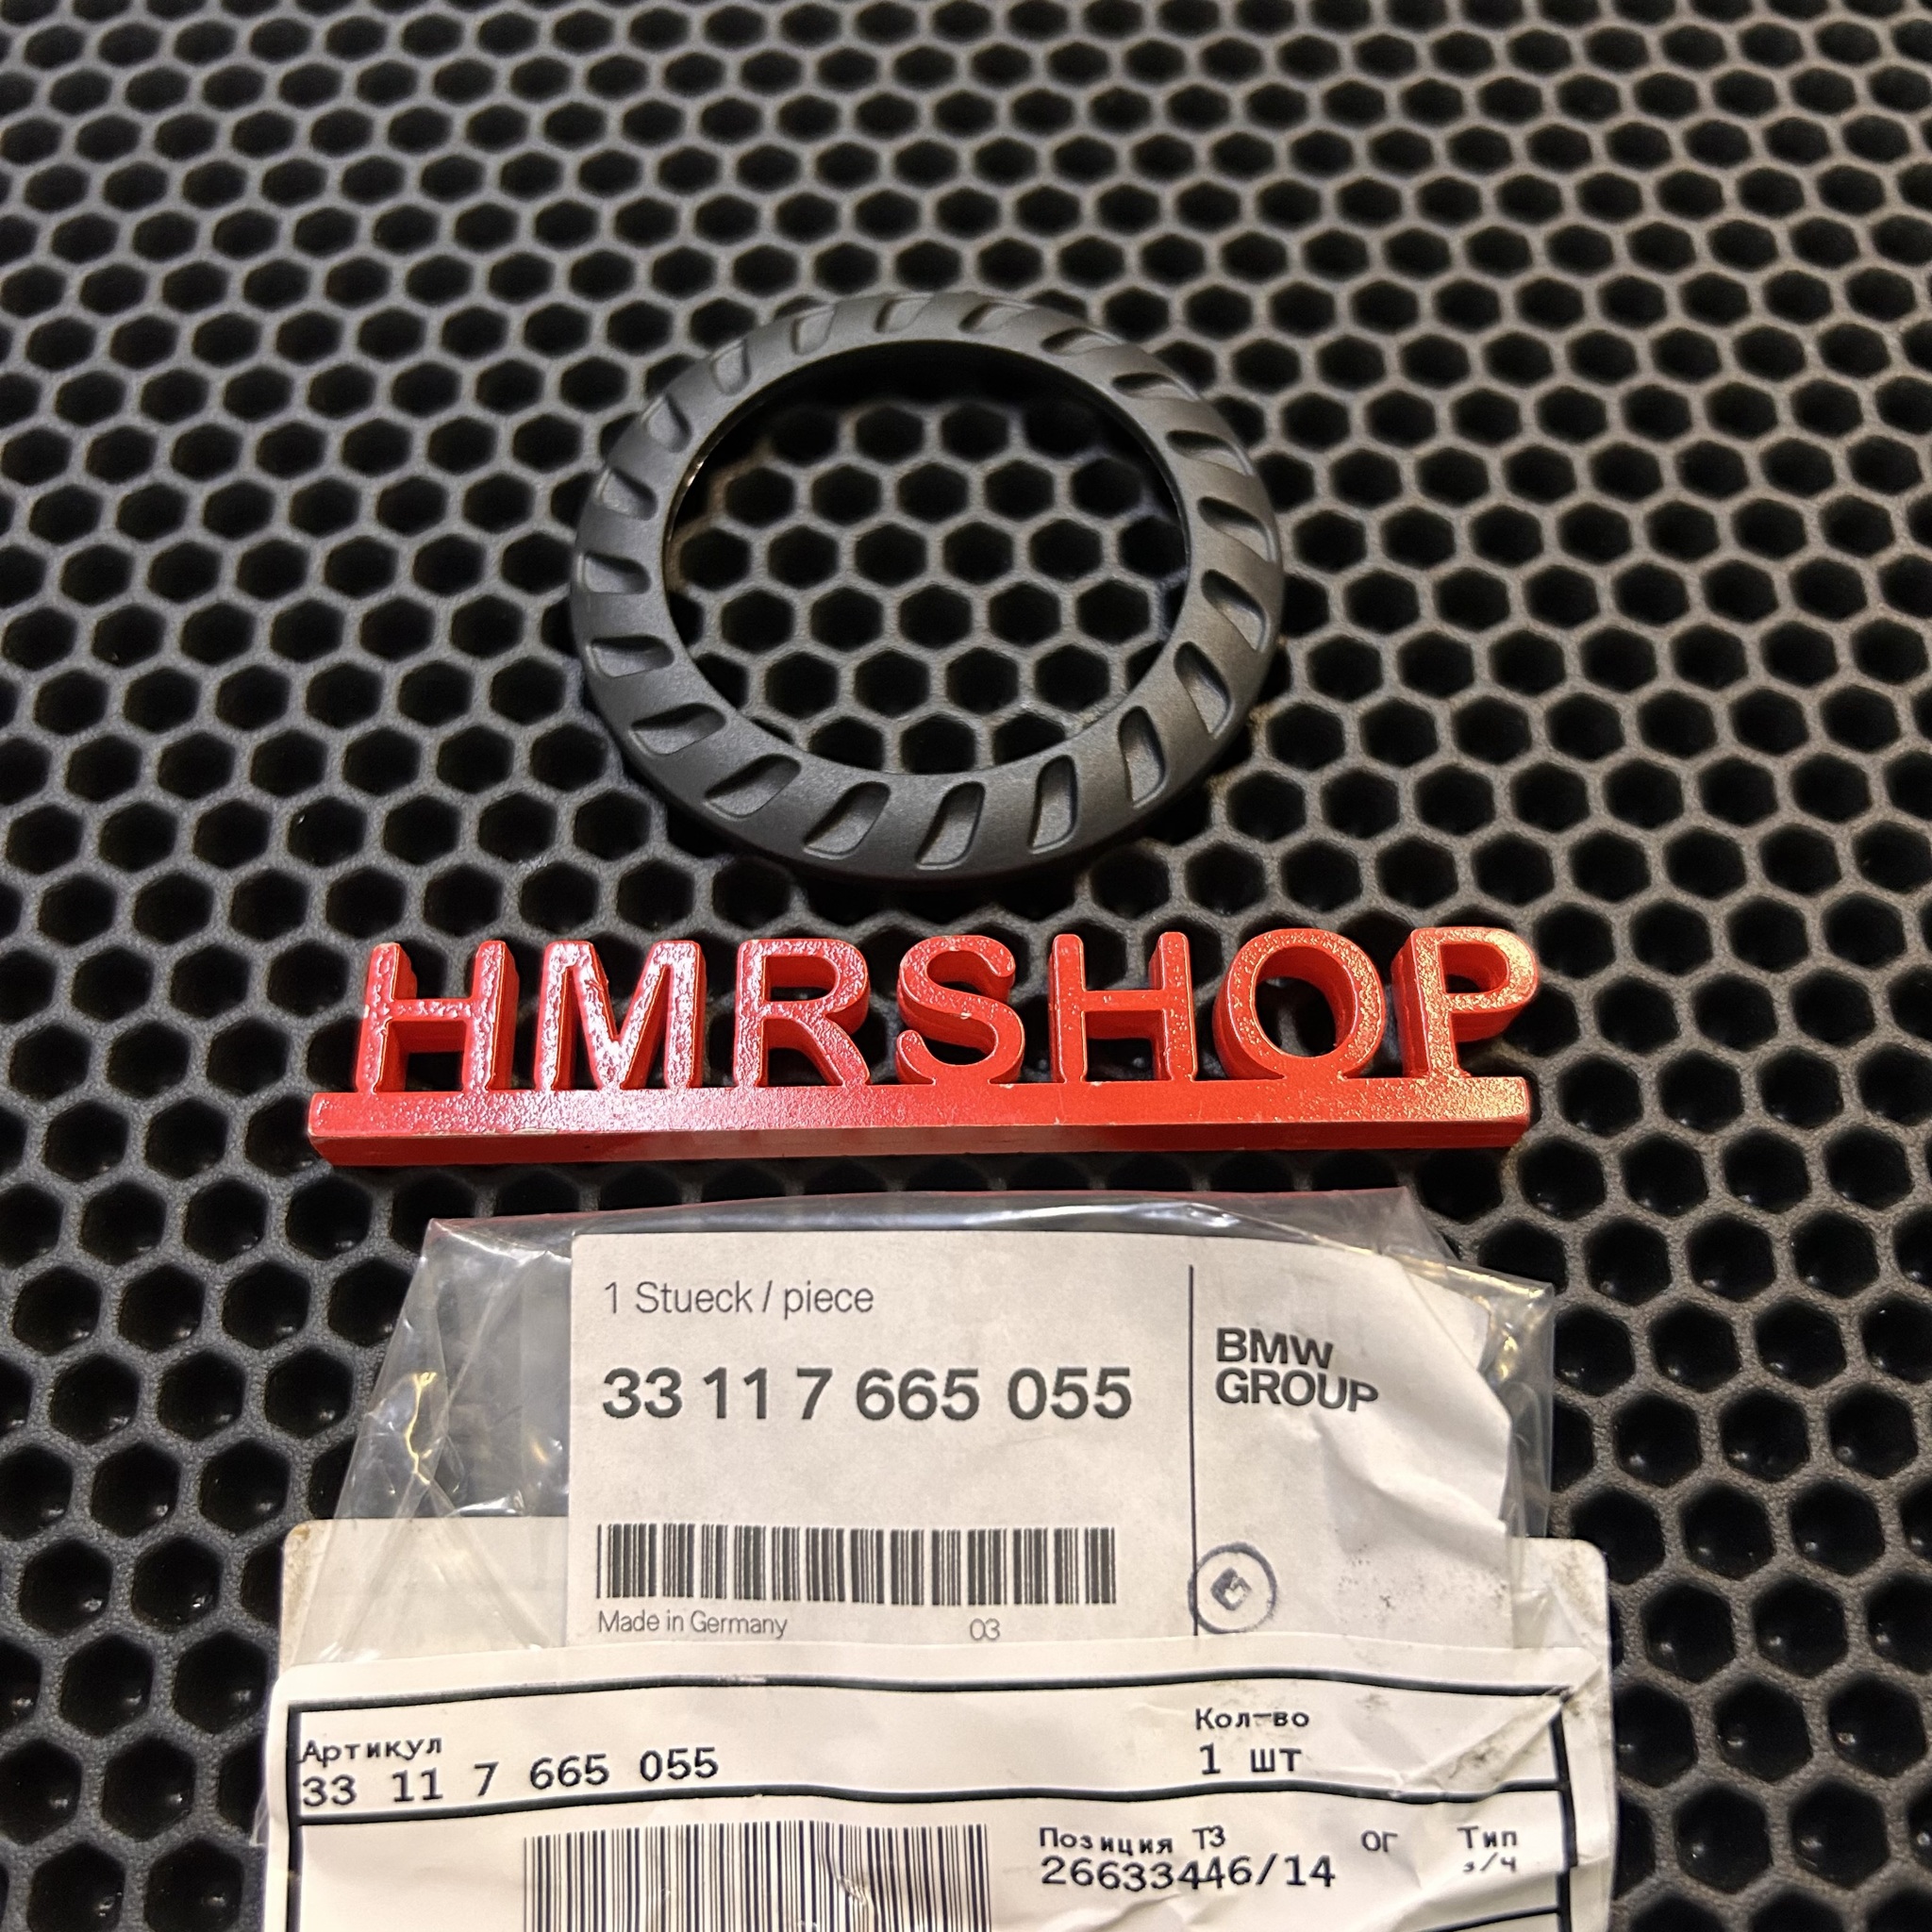 HMRSHOP
1 Stueck / piece
33 11 7 665 055
BMW
GROUP
Made in Germany 03
Артикул
33 11 7 665 055
Кол-во
1 шт
Позиция ТЗ
26633446/14
ОГ
Тип
з/ч